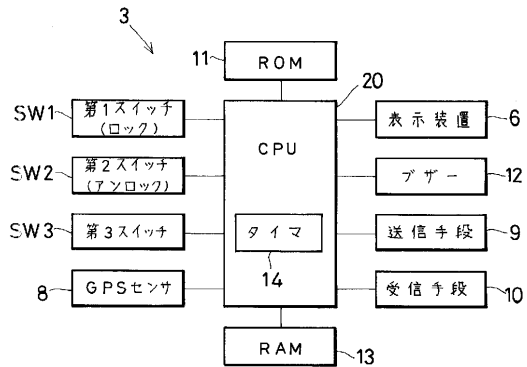 3
11
ROM
20
SW1
第1スイッチ
(ロック)
CPU
表示装置
6
SW2
第2スイッチ
(アンロック)
ブザー
12
SW3
第3スイッチ
タイマ
送信手段
9
14
8
GPSセンサ
受信手段
10
RAM
13